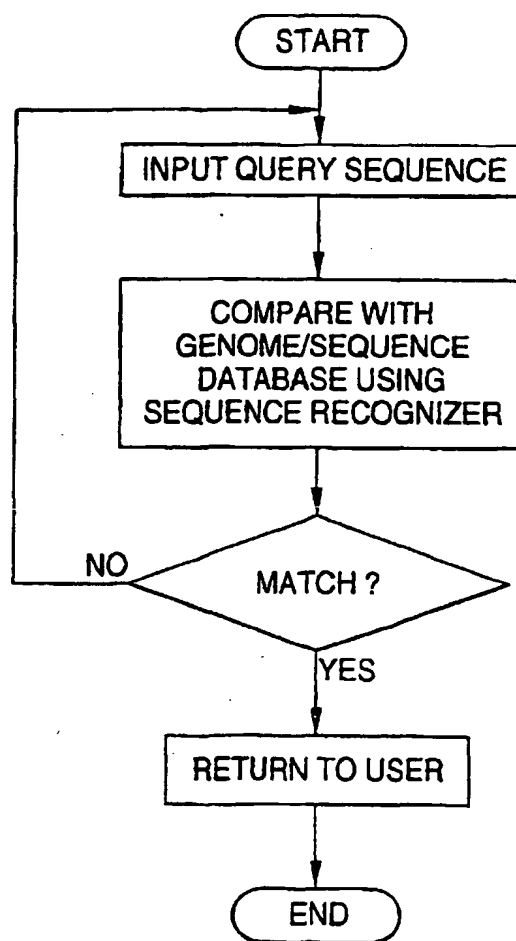 START
INPUT QUERY SEQUENCE
COMPARE WITH
GENOME/SEQUENCE
DATABASE USING
SEQUENCE RECOGNIZER
NO
MATCH ?
YES
RETURN TO USER
END